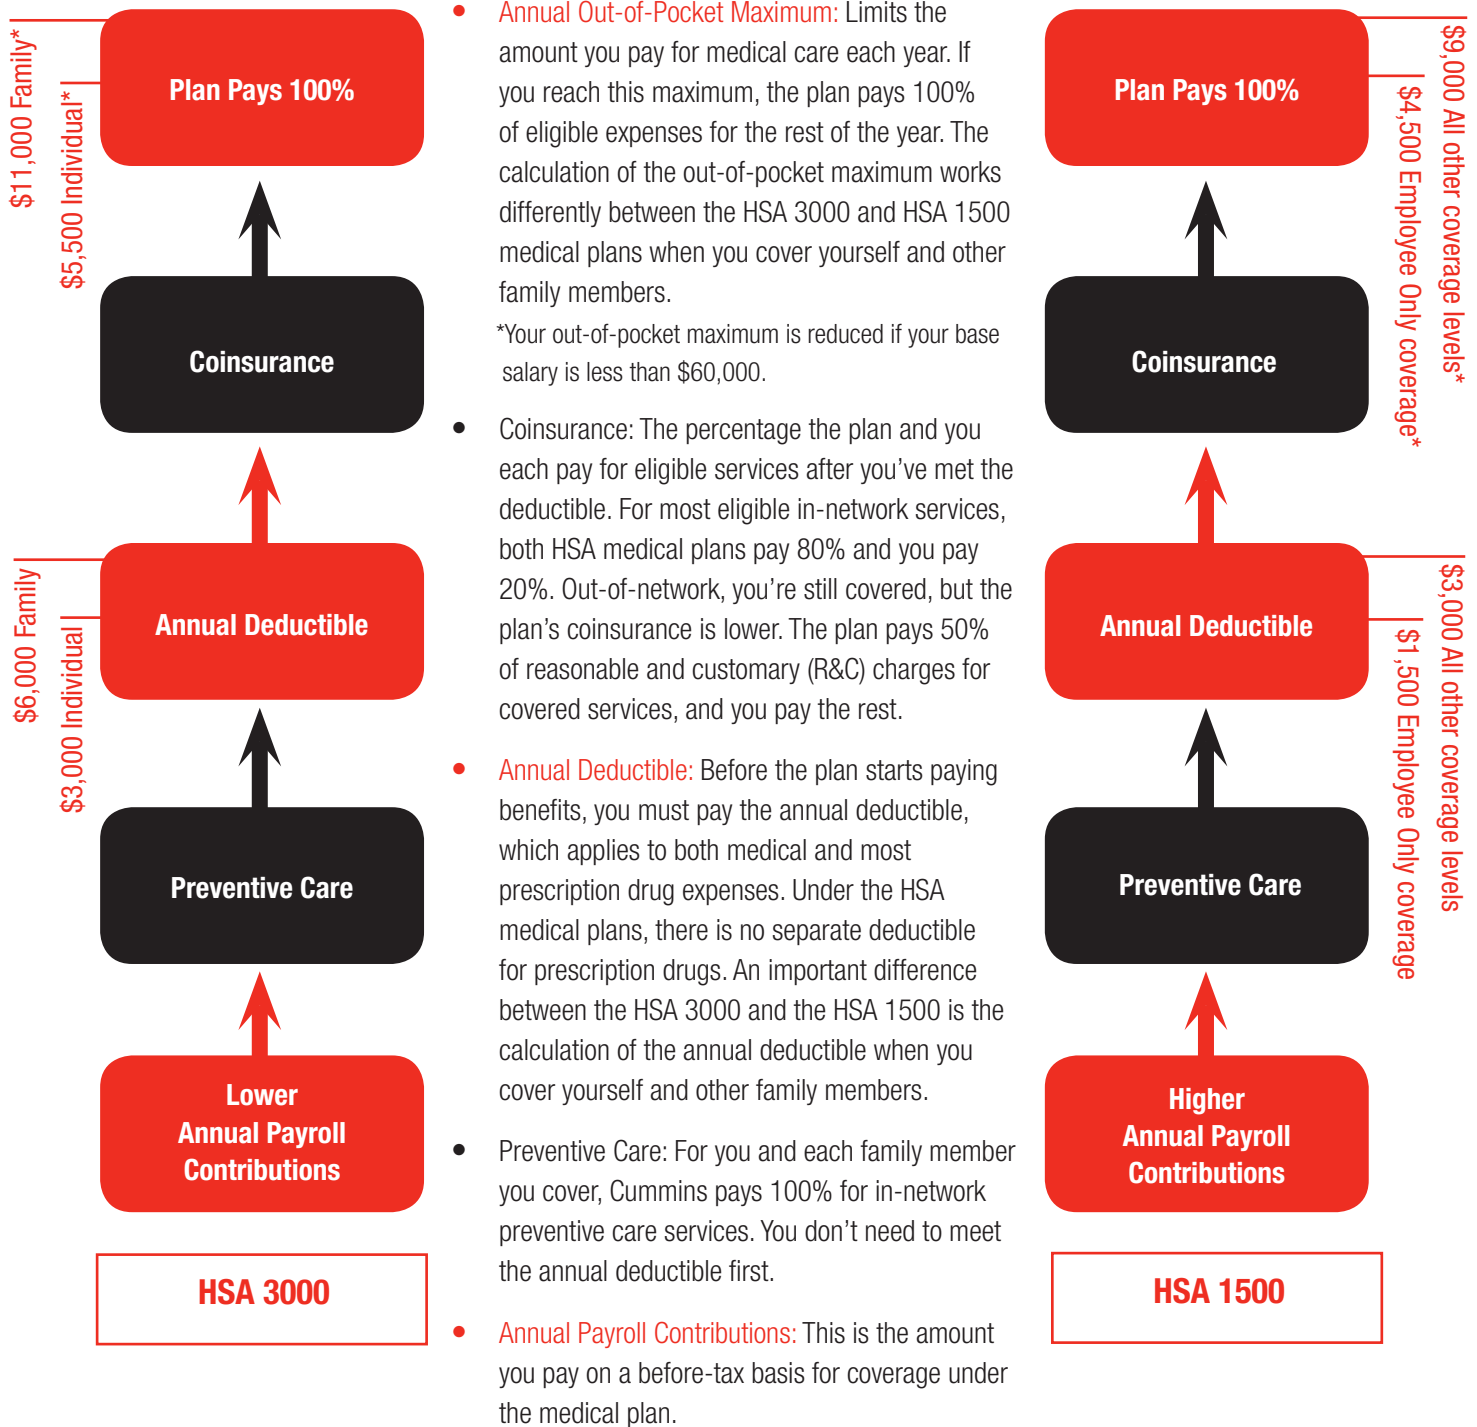 $11,000 Family*
$5,500 Individual*
Plan Pays 100%
Coinsurance
$6,000 Family
$3,000 Individual
Annual Deductible
Preventive Care
Lower
Annual Payroll
Contributions
HSA 3000
• Annual Out-of-Pocket Maximum: Limits the
amount you pay for medical care each year. If
you reach this maximum, the plan pays 100%
of eligible expenses for the rest of the year. The
calculation of the out-of-pocket maximum works
differently between the HSA 3000 and HSA 1500
medical plans when you cover yourself and other
family members.
*Your out-of-pocket maximum is reduced if your base
salary is less than $60,000.
• Coinsurance: The percentage the plan and you
each pay for eligible services after you’ve met the
deductible. For most eligible in-network services,
both HSA medical plans pay 80% and you pay
20%. Out-of-network, you’re still covered, but the
plan’s coinsurance is lower. The plan pays 50%
of reasonable and customary (R&C) charges for
covered services, and you pay the rest.
• Annual Deductible: Before the plan starts paying
benefits, you must pay the annual deductible,
which applies to both medical and most
prescription drug expenses. Under the HSA
medical plans, there is no separate deductible
for prescription drugs. An important difference
between the HSA 3000 and the HSA 1500 is the
calculation of the annual deductible when you
cover yourself and other family members.
• Preventive Care: For you and each family member
you cover, Cummins pays 100% for in-network
preventive care services. You don’t need to meet
the annual deductible first.
• Annual Payroll Contributions: This is the amount
you pay on a before-tax basis for coverage under
the medical plan.
$9,000 All other coverage levels*
$4,500 Employee Only coverage*
Plan Pays 100%
Coinsurance
$3,000 All other coverage levels
$1,500 Employee Only coverage
Annual Deductible
Preventive Care
Higher
Annual Payroll
Contributions
HSA 1500